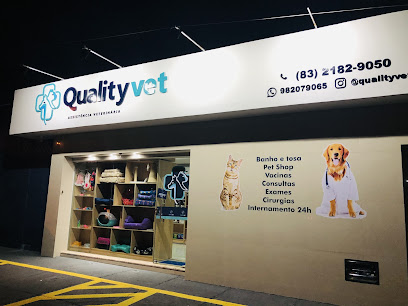 Qualityvet
ASSISTÊNCIA VETERINÁRIA
(83) 2182-9050
982079065
@qualityvet
Banho e tosa
Pet Shop
Vacinas
Consultas
Exames
Cirurgias
Internamento 24h